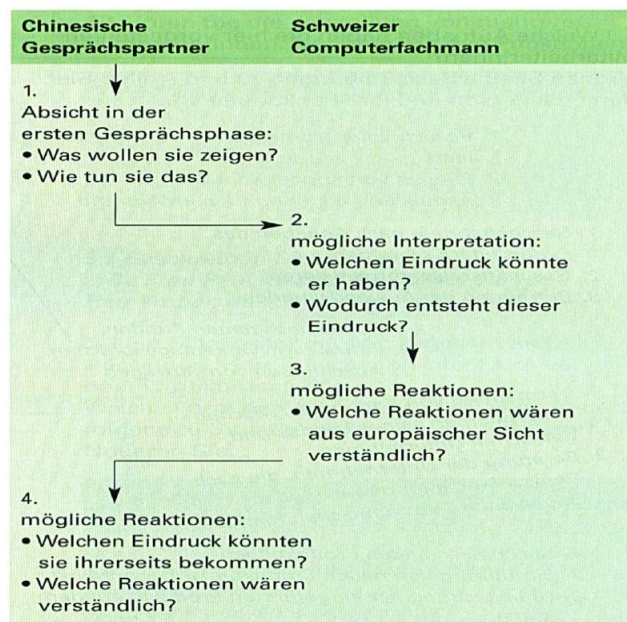 Chinesische
Gesprächspartner
Schweizer
Computerfachmann
1.
Absicht in der
ersten Gesprächsphase:
• Was wollen sie zeigen?
• Wie tun sie das?
2.
mögliche Interpretation:
• Welchen Eindruck könnte
er haben?
• Wodurch entsteht dieser
Eindruck?
3.
mögliche Reaktionen:
• Welche Reaktionen wären
aus europäischer Sicht
verständlich?
4.
mögliche Reaktionen:
• Welchen Eindruck könnten
sie ihrerseits bekommen?
• Welche Reaktionen wären
verständlich?